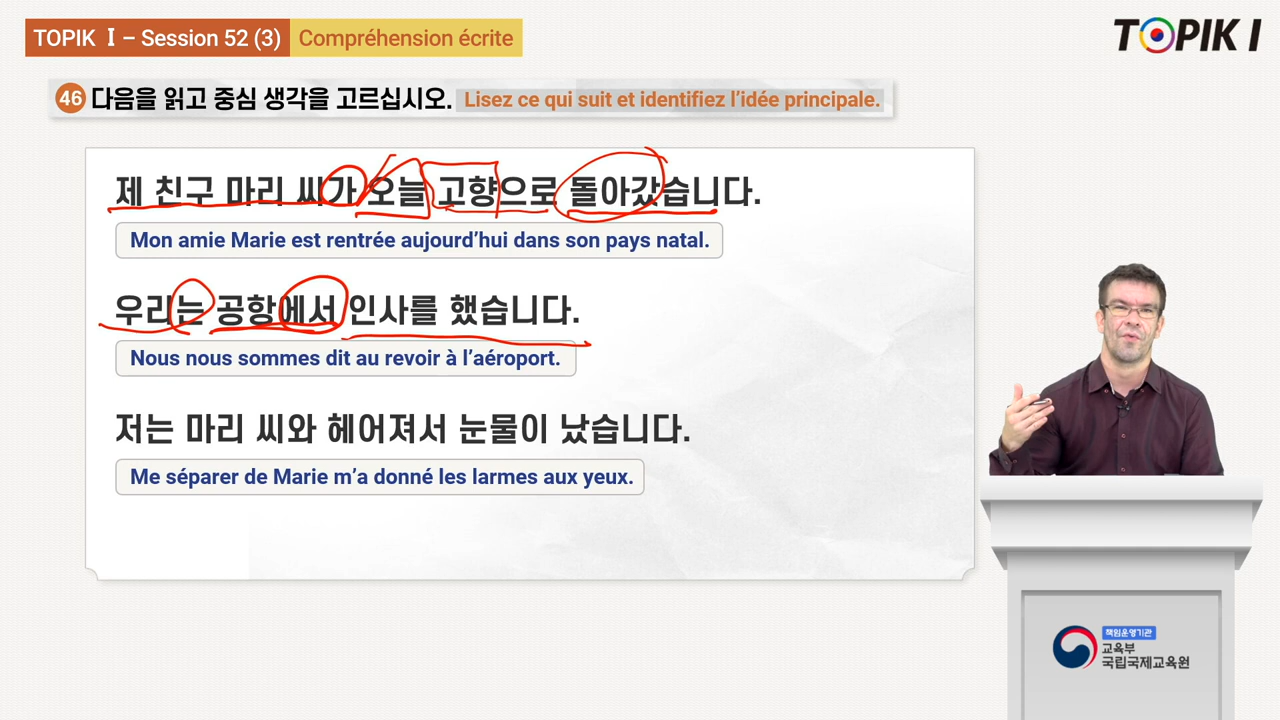 TOPIK Ⅰ – Session 52 (3) Compréhension écrite
TOPIK I
46 다음을 읽고 중심 생각을 고르십시오. Lisez ce qui suit et identifiez l’idée principale.
제 친구 마리 씨가 오늘 고향으로 돌아갔습니다.
Mon amie Marie est rentrée aujourd’hui dans son pays natal.
우리는 공항에서 인사를 했습니다.
Nous nous sommes dit au revoir à l’aéroport.
저는 마리 씨와 헤어져서 눈물이 났습니다.
Me séparer de Marie m’a donné les larmes aux yeux.
책임운영기관
교육부
국립국제교육원